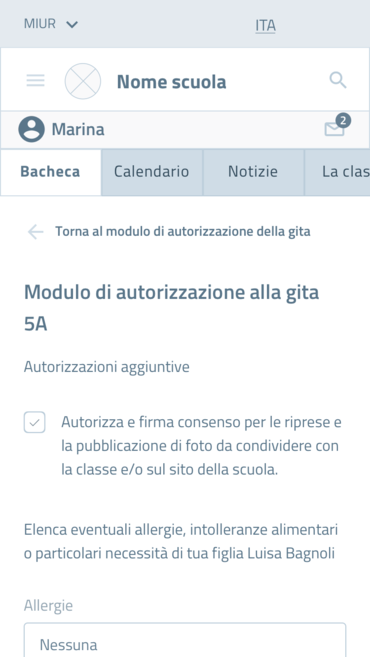 MIUR
ITA
Nome scuola
Marina
2
Bacheca
Calendario
Notizie
La clas
Torna al modulo di autorizzazione della gita
Modulo di autorizzazione alla gita
5A
Autorizzazioni aggiuntive
Autorizza e firma consenso per le riprese e
la pubblicazione di foto da condividere con
la classe e/o sul sito della scuola.
Elenca eventuali allergie, intolleranze alimentari
o particolari necessità di tua figlia Luisa Bagnoli
Allergie
Nessuna